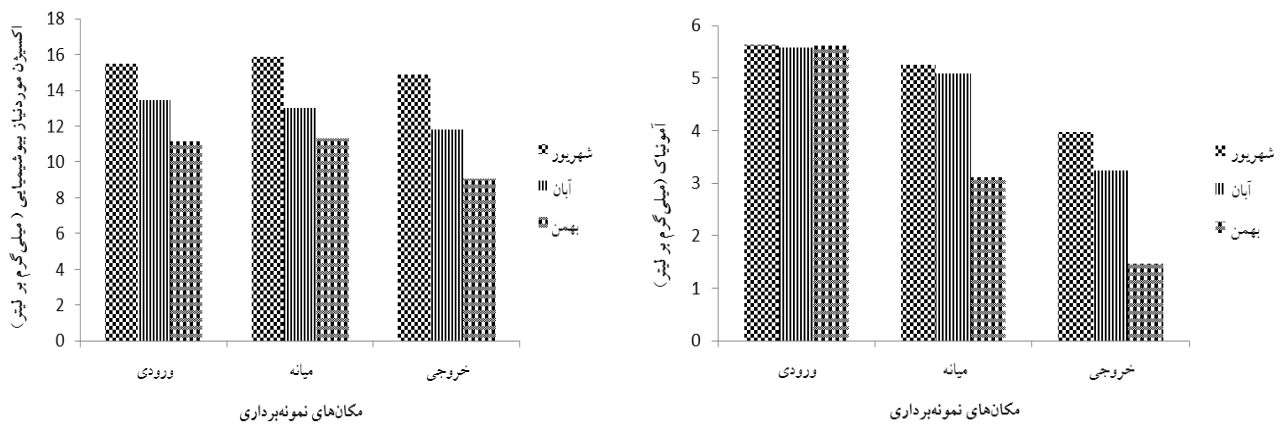 اکسیژن موردنیاز بیوشیمیایی ( میلی‌گرم بر لیتر)
18
16
14
12
10
8
6
4
2
0
ورودی
میانه
خروجی
مکان‌های نمونه‌برداری
شهریور
آبان
بهمن
آمونیاک (میلی‌گرم بر لیتر)
6
5
4
3
2
1
0
ورودی
میانه
خروجی
مکان‌های نمونه‌برداری
شهریور
آبان
بهمن